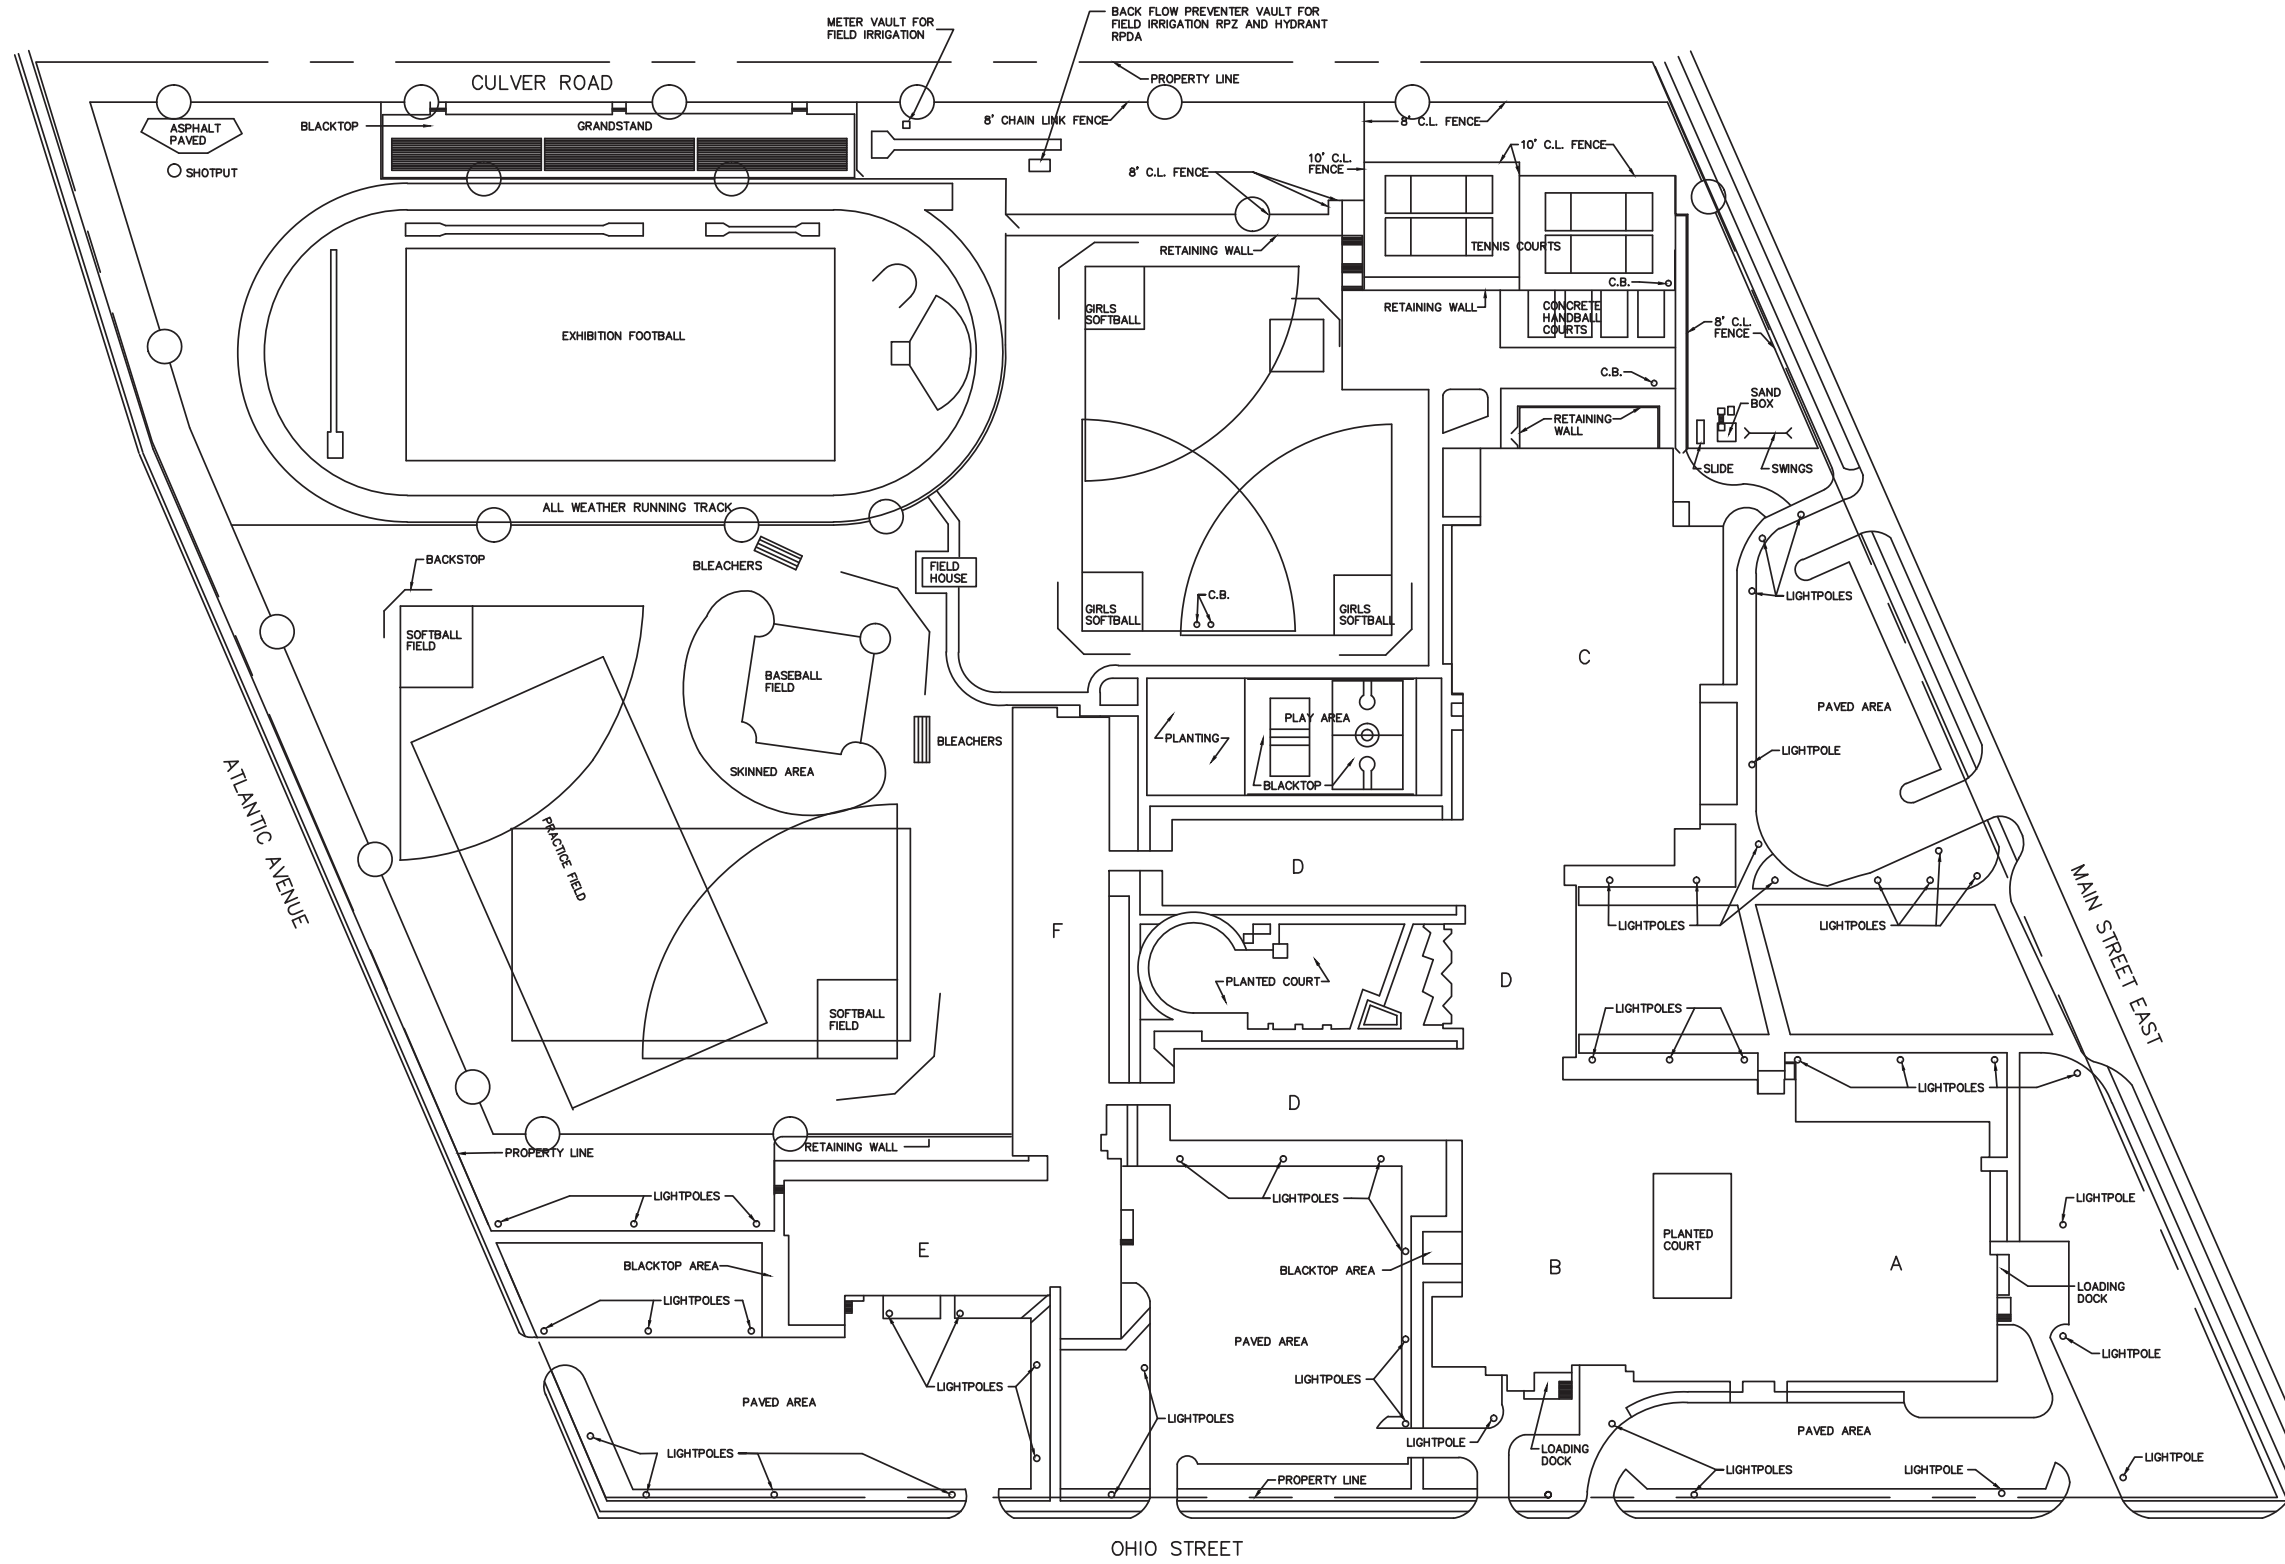 METER VAULT FOR
FIELD IRRIGATION
BACK FLOW PREVENTER VAULT FOR
FIELD IRRIGATION RPZ AND HYDRANT
RPDA
CULVER ROAD
PROPERTY LINE
ASPHALT
PAVED
BLACKTOP
GRANDSTAND
8' CHAIN LINK FENCE
8' C.L. FENCE
SHOTPUT
8' C.L. FENCE
10' C.L.
FENCE
10' C.L. FENCE
RETAINING WALL
TENNIS COURTS
C.B.
GIRLS
SOFTBALL
RETAINING WALL
CONCRETE
HANDBALL
COURTS
8' C.L.
FENCE
EXHIBITION FOOTBALL
C.B.
SAND
BOX
RETAINING
WALL
SLIDE
SWINGS
ALL WEATHER RUNNING TRACK
BACKSTOP
BLEACHERS
FIELD
HOUSE
C.B.
GIRLS
SOFTBALL
GIRLS
SOFTBALL
LIGHTPOLES
SOFTBALL
FIELD
BASEBALL
FIELD
C
PAVED AREA
PLANTING
PLAY AREA
BLEACHERS
LIGHTPOLE
SKINNED AREA
BLACKTOP
ATLANTIC AVENUE
PRACTICE FIELD
D
MAIN STREET EAST
F
LIGHTPOLES
LIGHTPOLES
PLANTED COURT
D
SOFTBALL
FIELD
LIGHTPOLES
D
LIGHTPOLES
RETAINING WALL
PROPERTY LINE
LIGHTPOLES
LIGHTPOLES
LIGHTPOLE
PLANTED
COURT
E
BLACKTOP AREA
BLACKTOP AREA
B
A
LOADING
DOCK
LIGHTPOLES
PAVED AREA
LIGHTPOLE
LIGHTPOLES
LIGHTPOLES
PAVED AREA
LIGHTPOLES
PAVED AREA
LIGHTPOLE
LIGHTPOLES
LOADING
DOCK
LIGHTPOLE
LIGHTPOLES
LIGHTPOLE
PROPERTY LINE
OHIO STREET